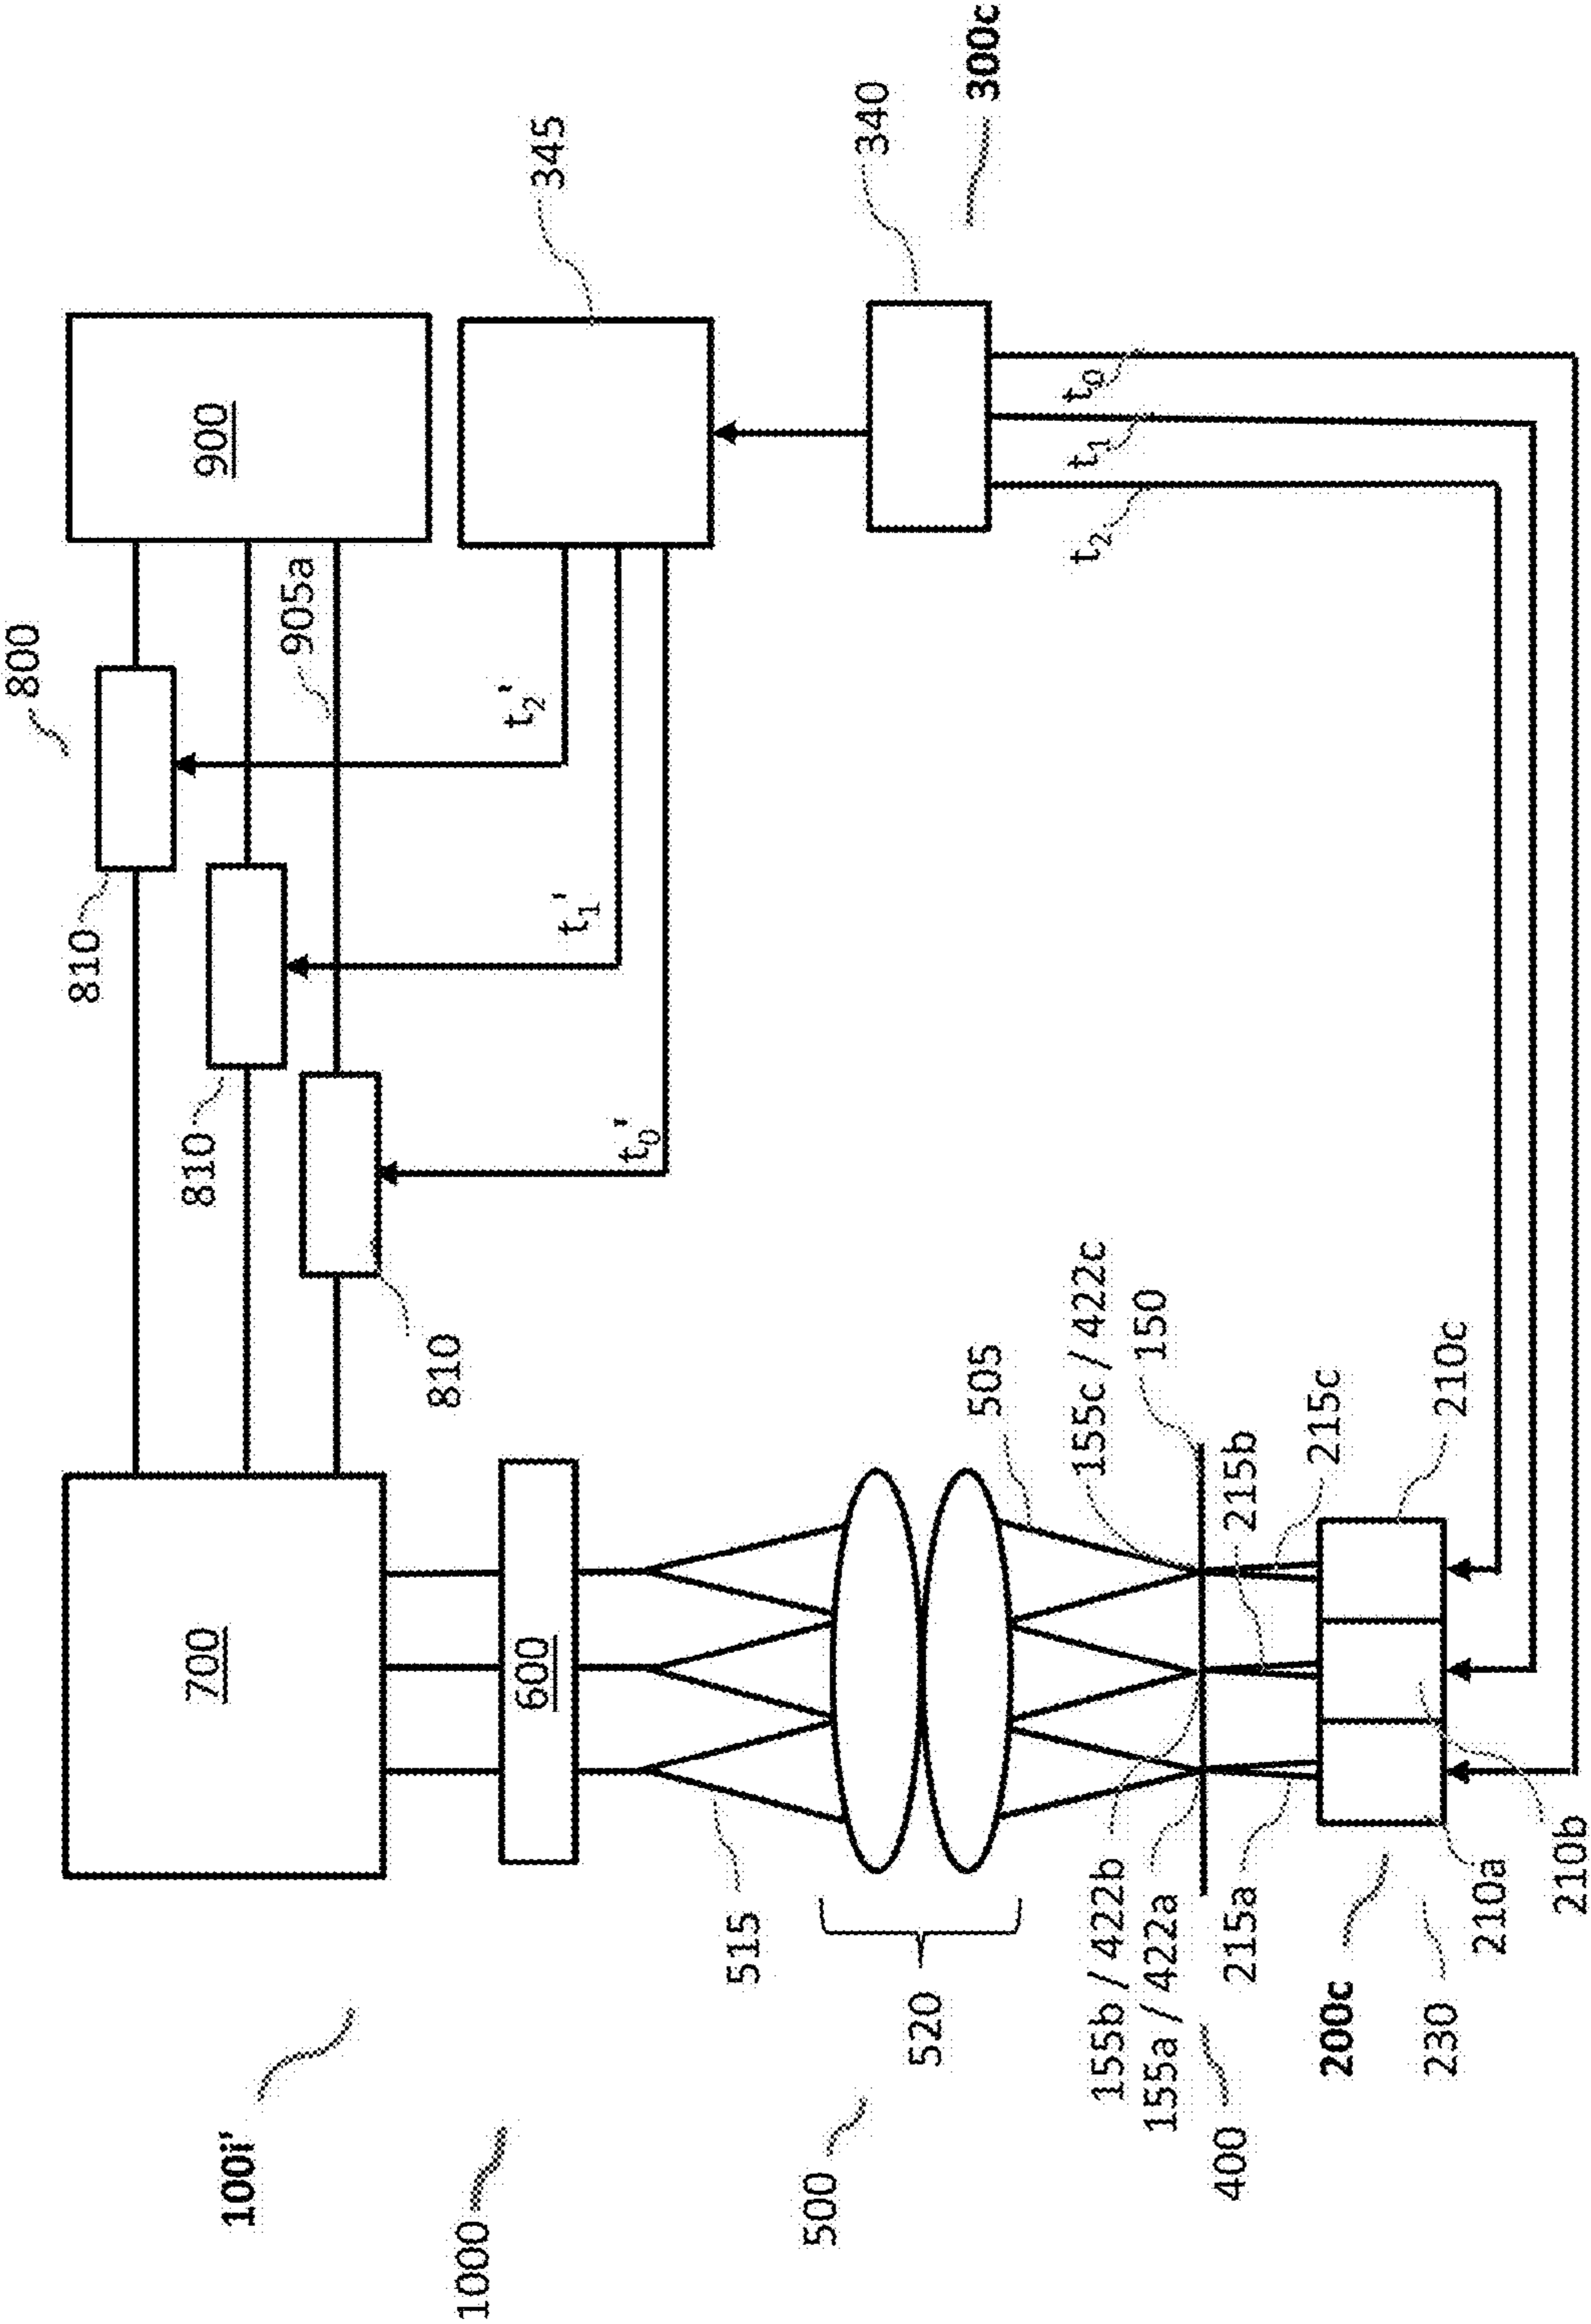 100i'
1000
500
520
515
400
155b / 422b
155a / 422a
215a
200c
230
210a
210b
700
600
505
155c / 422c
150
215b
215c
210c
810
810
810
800
905a
900
t0'
t1'
t2'
345
340
300c
t2
t1
t0